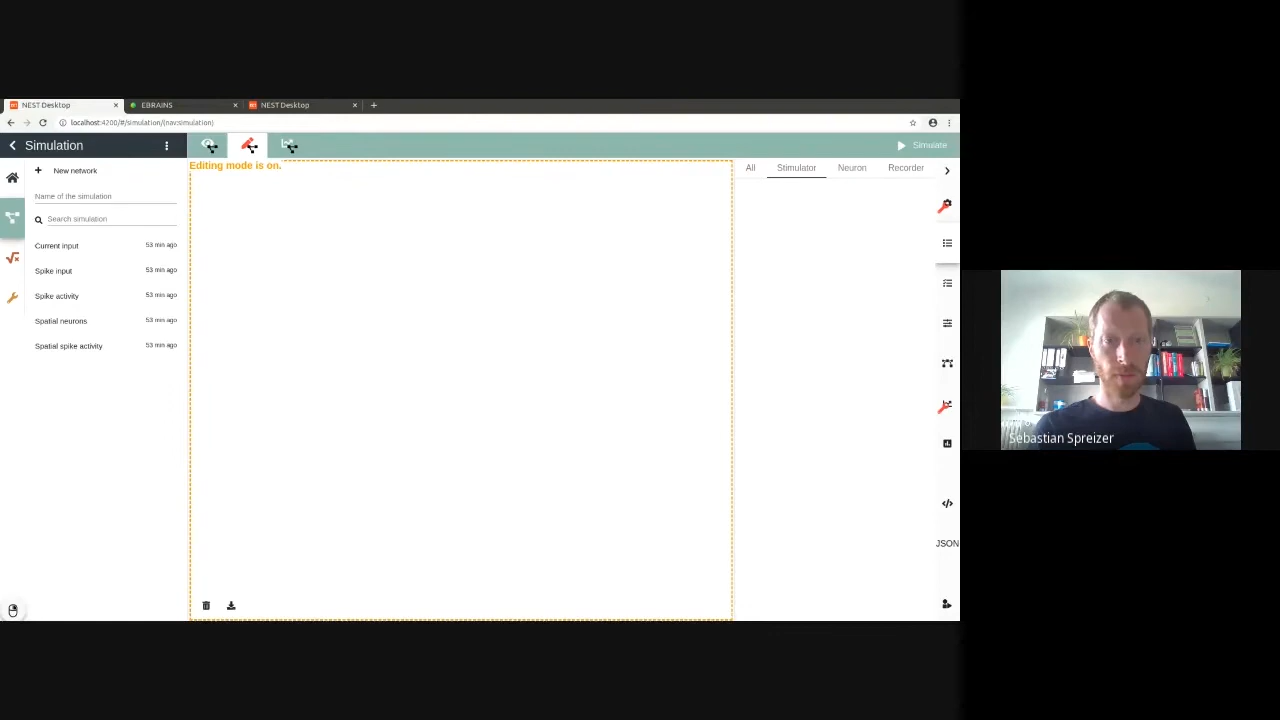 NEST Desktop
EBRAINS
NEST Desktop
localhost:4200/#/simulation/(nav:simulation)
Simulation
Simulate
New network
Name of the simulation
Search simulation
Current input 53 min ago
Spike input 53 min ago
Spike activity 53 min ago
Spatial neurons 53 min ago
Spatial spike activity 53 min ago
Editing mode is on.
All Stimulator Neuron Recorder
JSON
Sebastian Spreizer